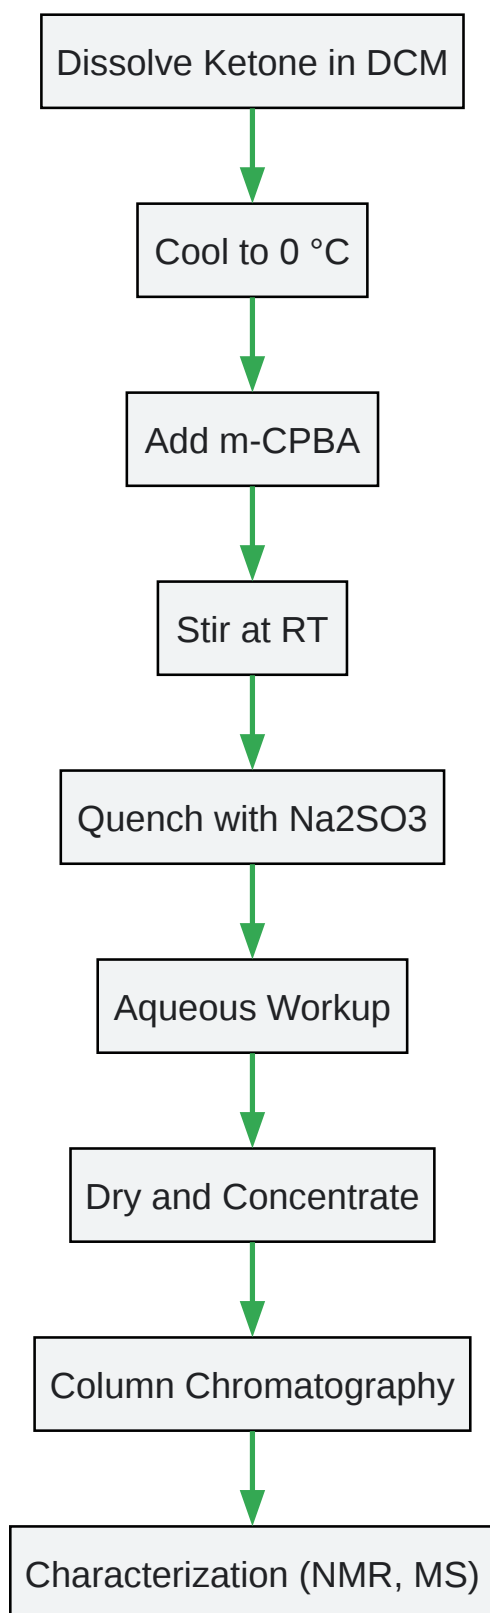 Dissolve Ketone in DCM
Cool to 0 °C
Add m-CPBA
Stir at RT
Quench with Na2SO3
Aqueous Workup
Dry and Concentrate
Column Chromatography
Characterization (NMR, MS)